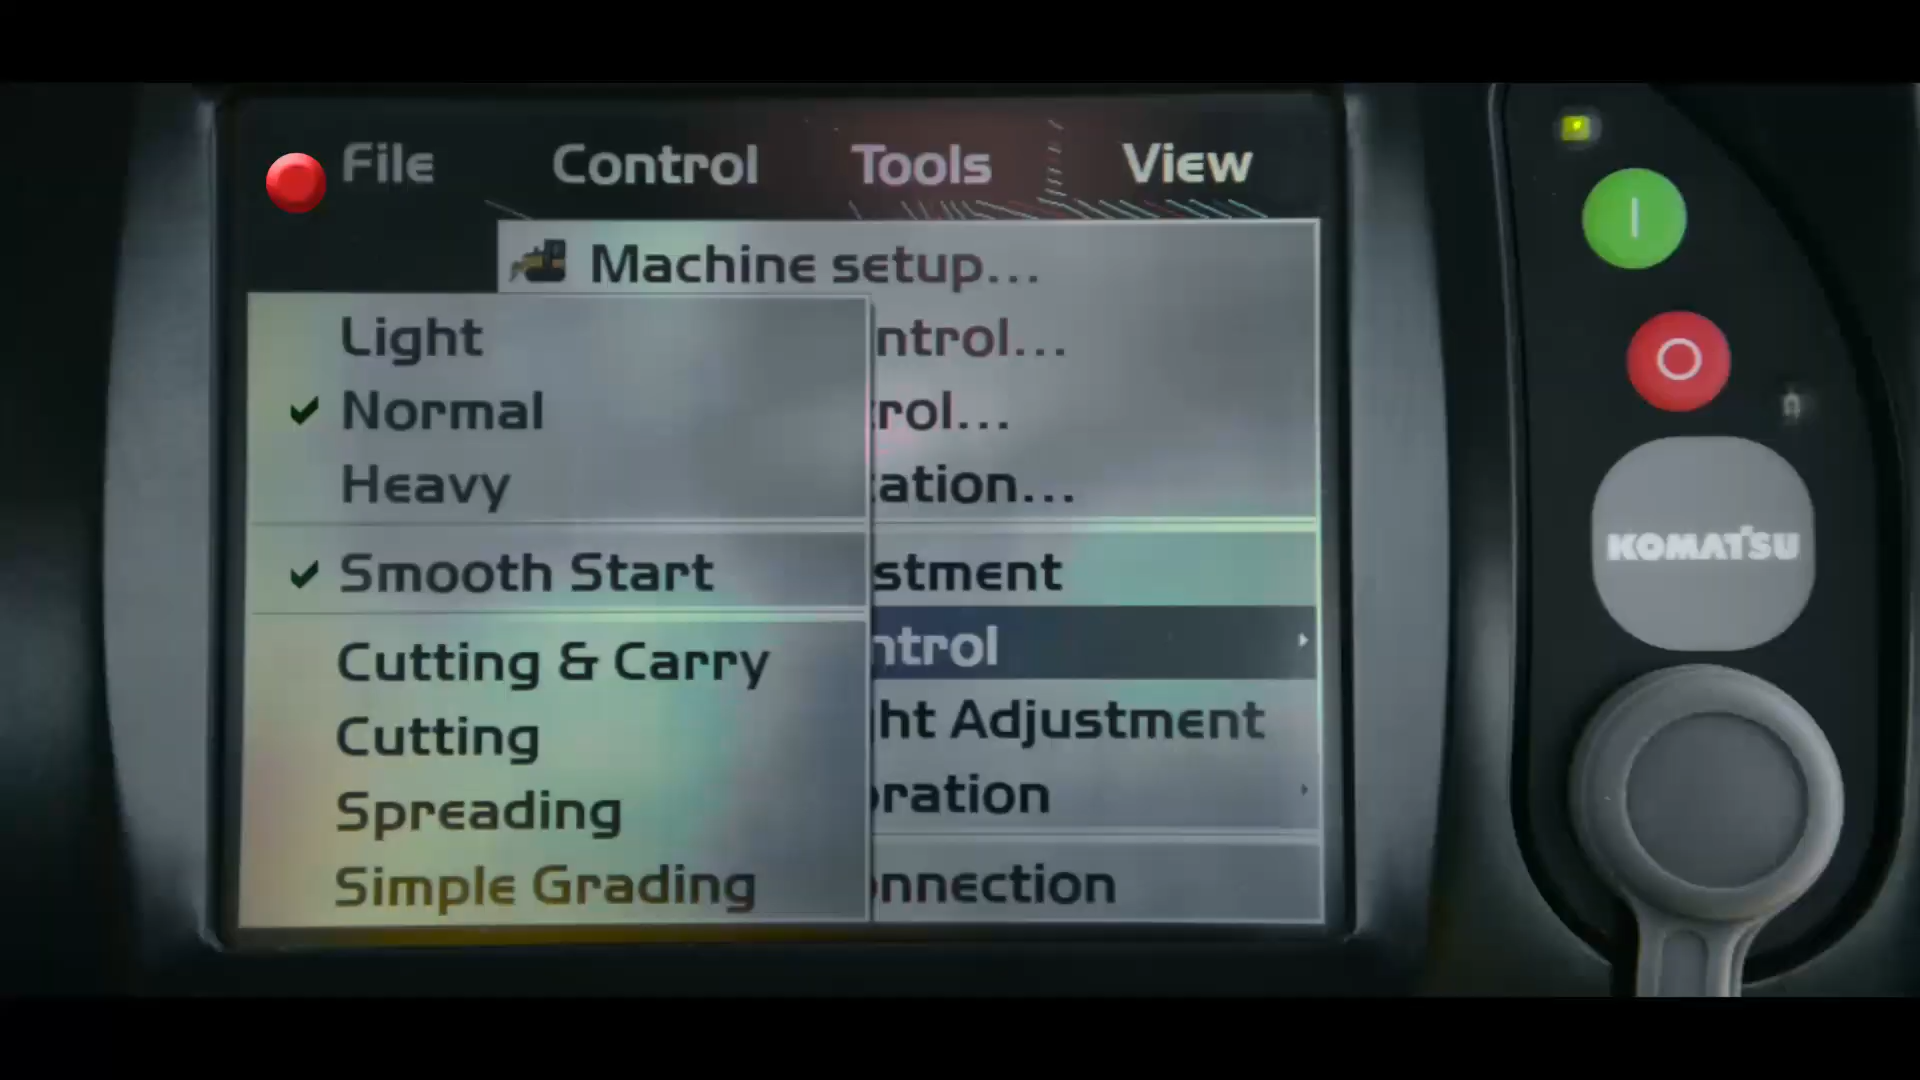 File Control Tools View
Machine setup...
Light
ntrol...
Normal
rol...
Heavy
ation...
Smooth Start
stment
ntrol
Cutting & Carry
ht Adjustment
Cutting
Spreading
oration
Simple Grading
nnection
KOMATSU